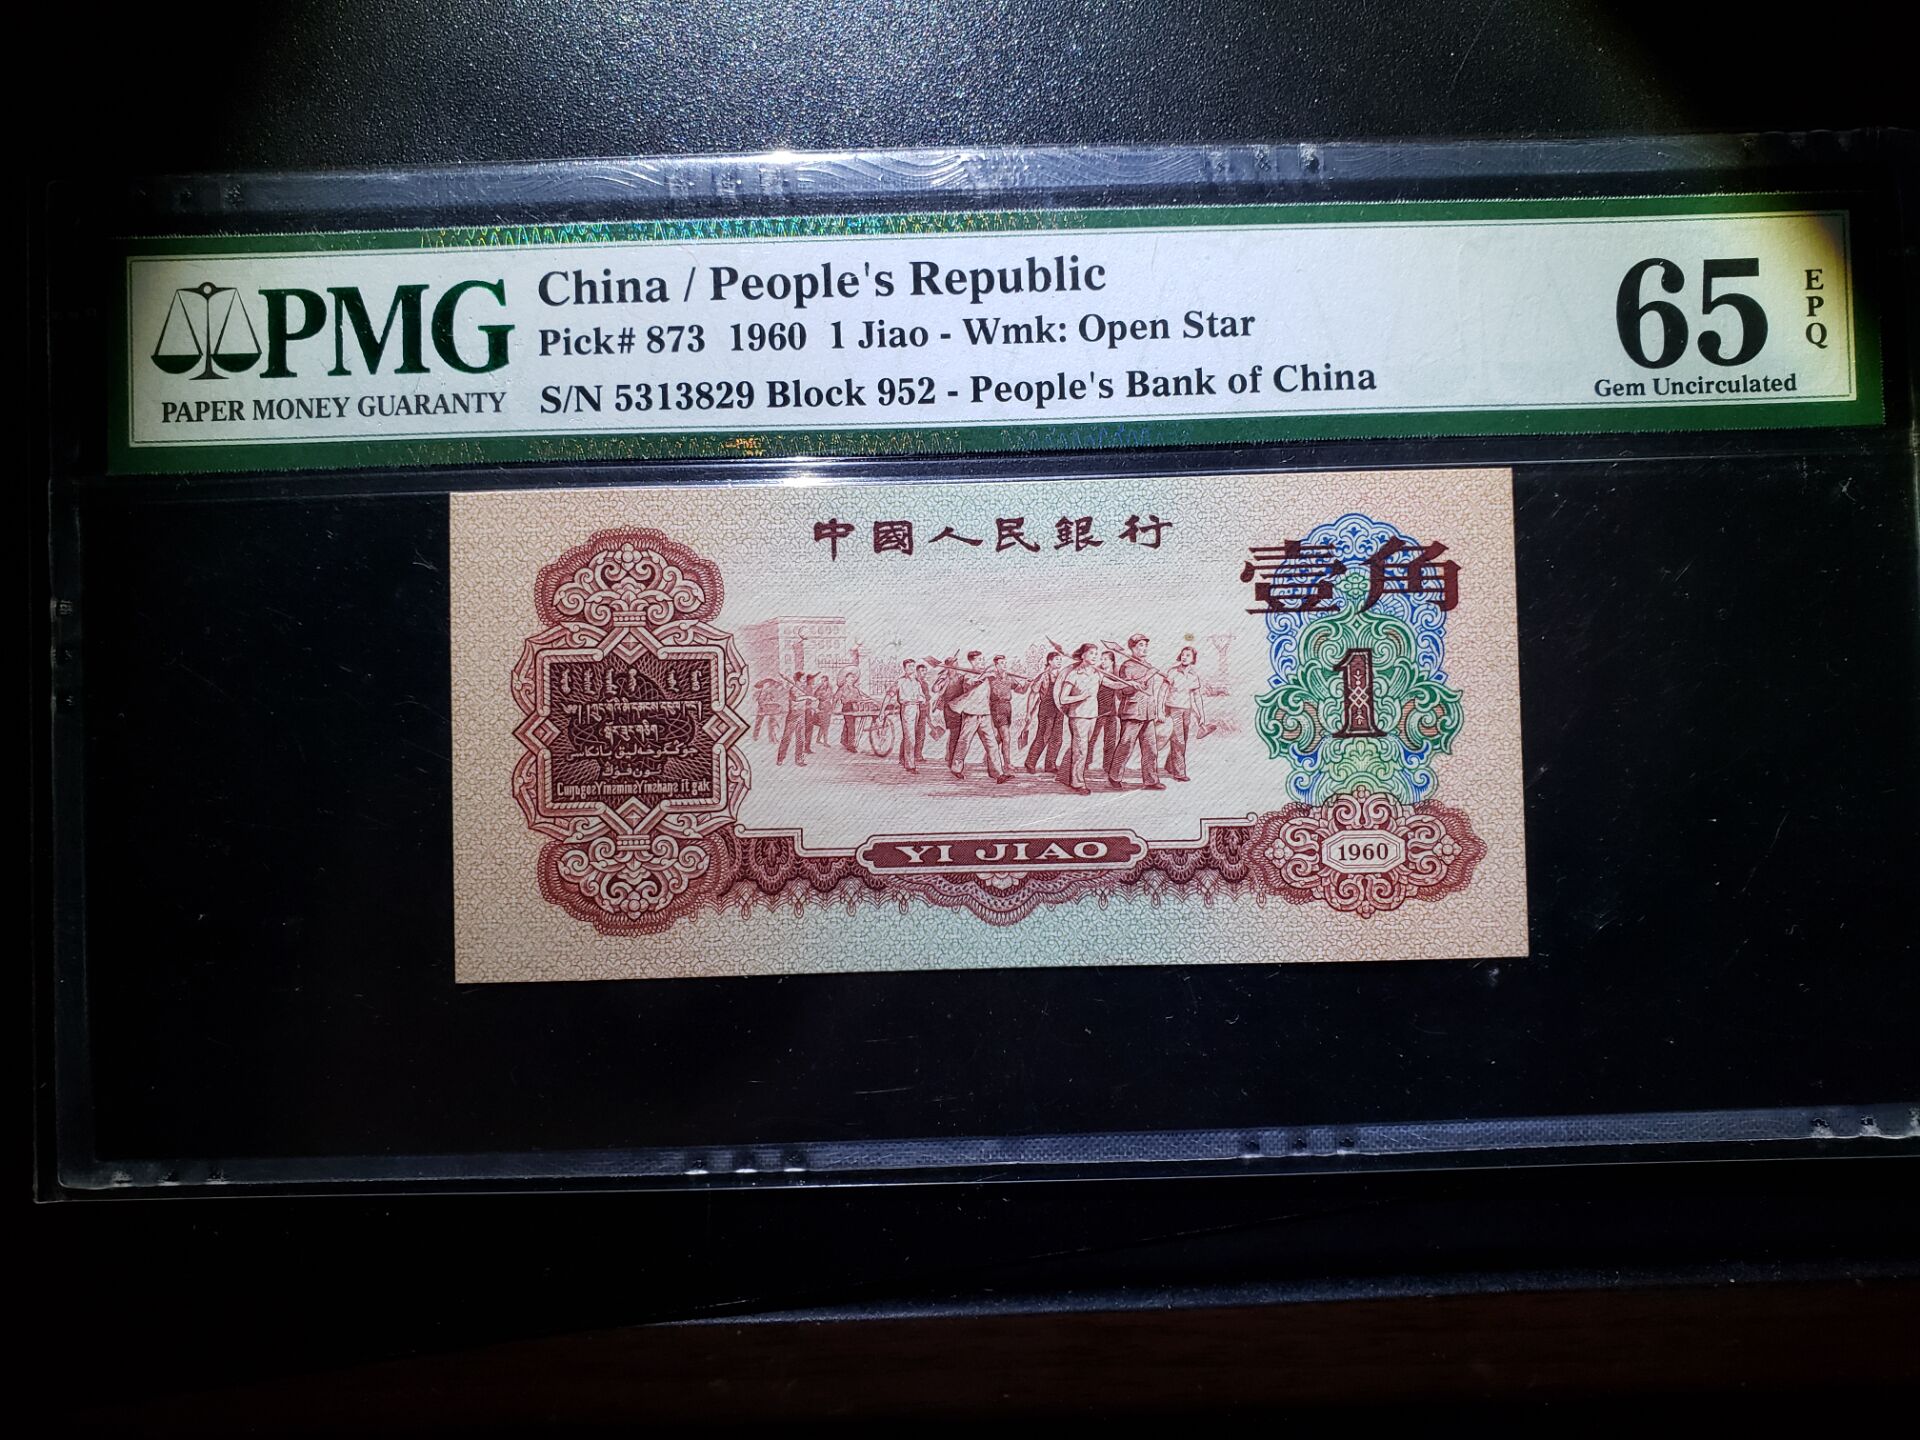 PMG
PAPER MONEY GUARANTY
China / People's Republic
Pick# 873 1960 1 Jiao - Wmk: Open Star
S/N 5313829 Block 952 - People's Bank of China
65
EPQ
Gem Uncirculated
中國人民銀行
壹角
1
YI JIAO
1960